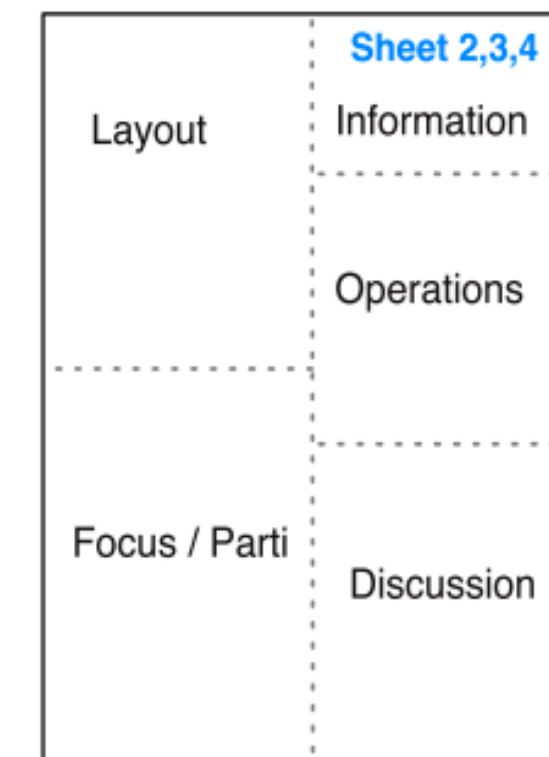 Sheet 2,3,4
Layout
Information
Operations
Focus / Parti
Discussion